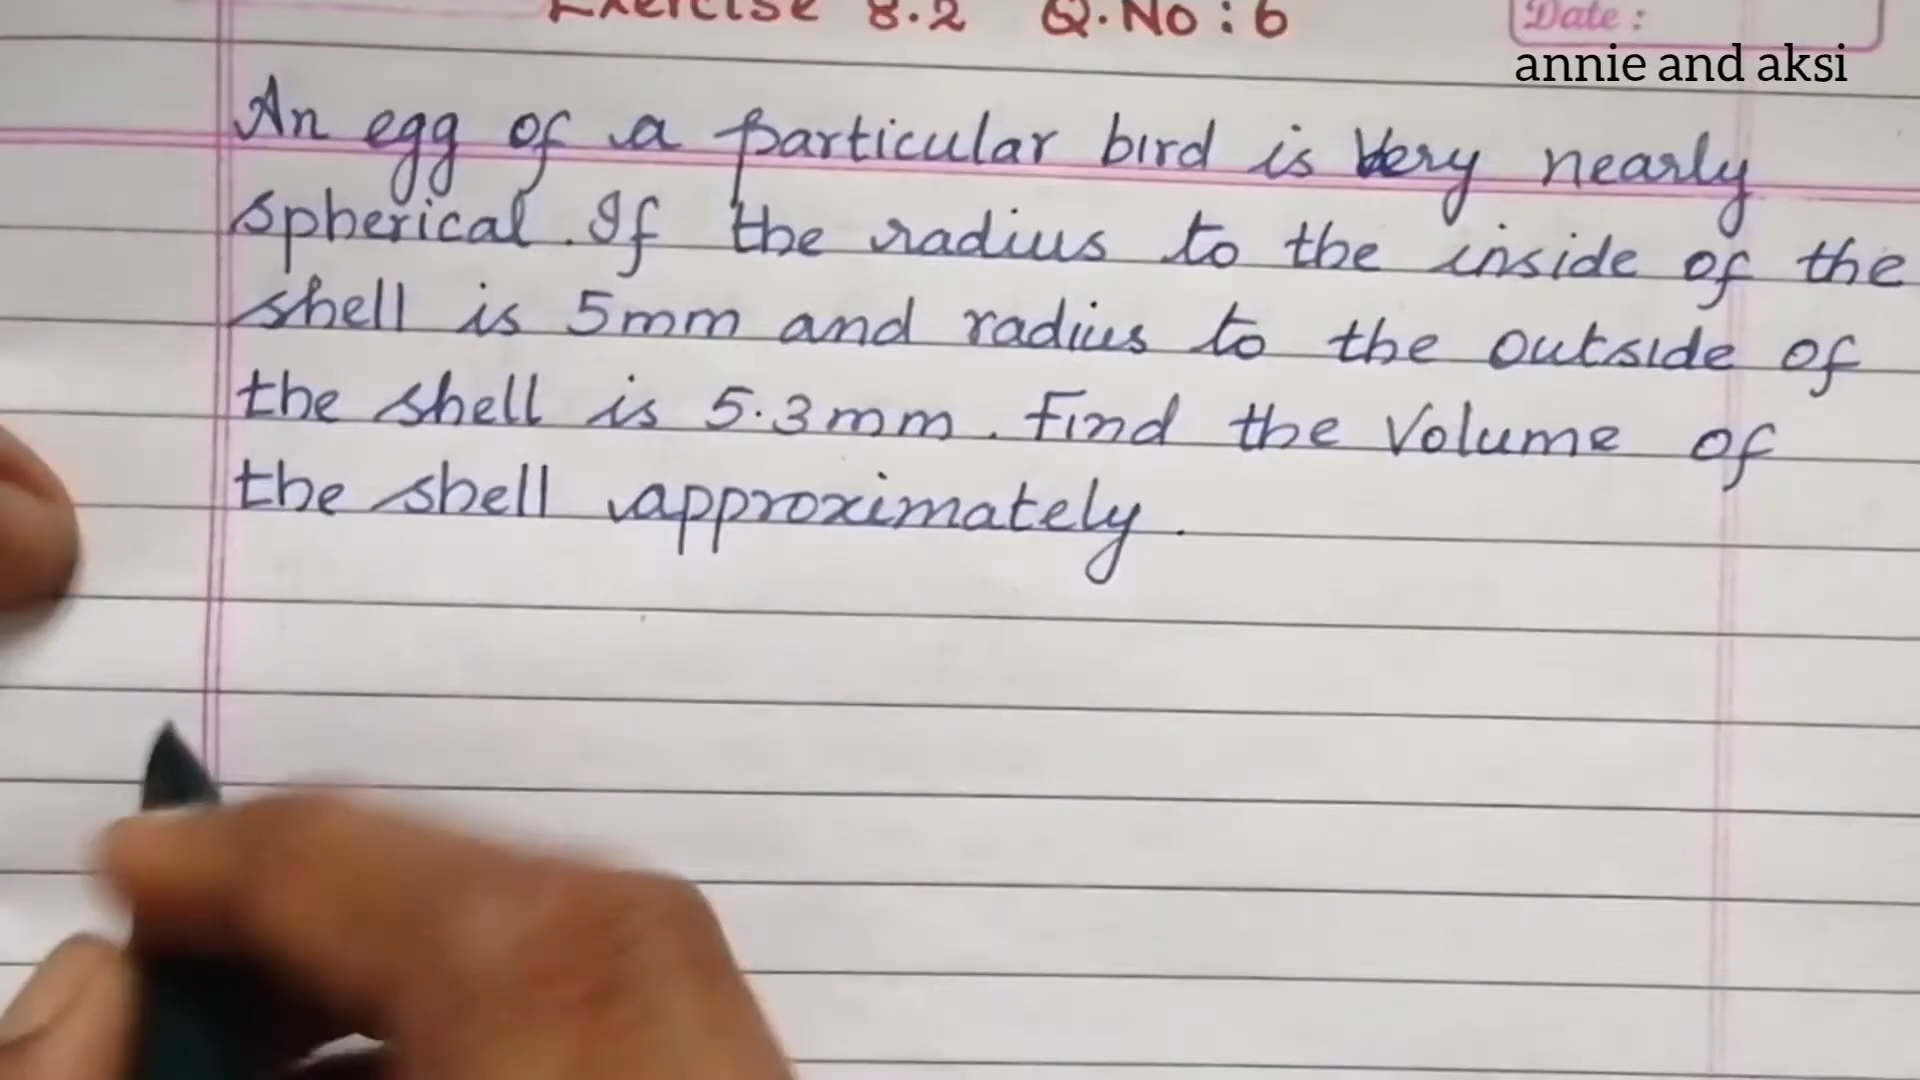 Exercise 8.2 Q.No: 6
Date :
annie and aksi
An egg of a particular bird is Very nearly
spherical. If the radius to the inside of the
shell is 5mm and radius to the outside of
the shell is 5.3mm. Find the Volume of
the shell approximately.